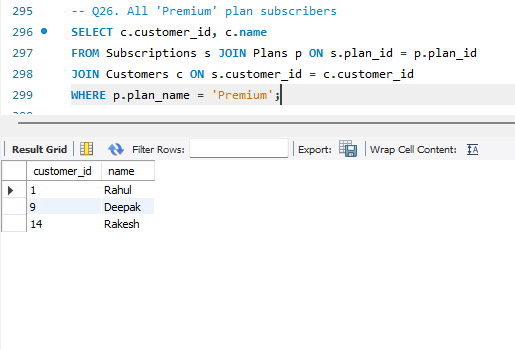 295 -- Q26. All 'Premium' plan subscribers
296 SELECT c.customer_id, c.name
297 FROM Subscriptions s JOIN Plans p ON s.plan_id = p.plan_id
298 JOIN Customers c ON s.customer_id = c.customer_id
299 WHERE p.plan_name = 'Premium';
Result Grid Filter Rows: Export: Wrap Cell Content: IA
customer_id name
1 Rahul
9 Deepak
14 Rakesh